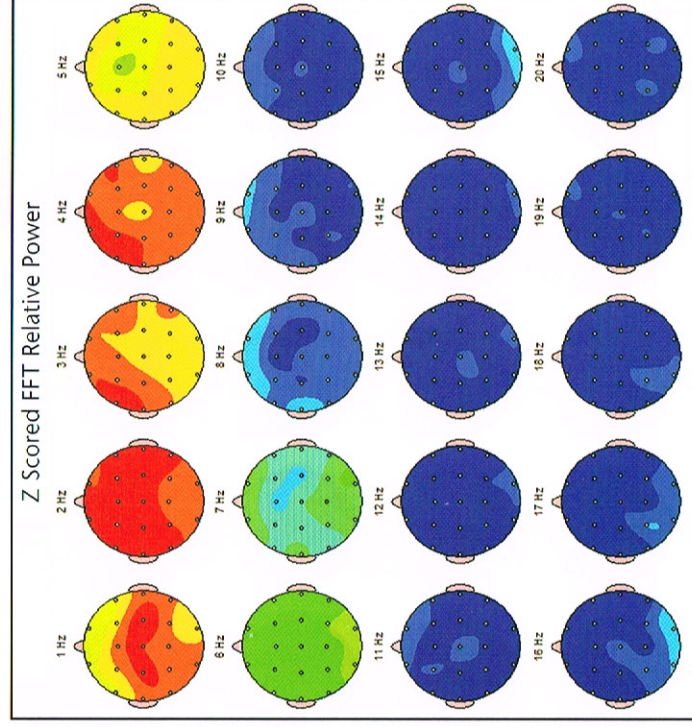 Z Scored FFT Relative Power
1 Hz 2 Hz 3 Hz 4 Hz 5 Hz
6 Hz 7 Hz 8 Hz 9 Hz 10 Hz
11 Hz 12 Hz 13 Hz 14 Hz 15 Hz
16 Hz 17 Hz 18 Hz 19 Hz 20 Hz